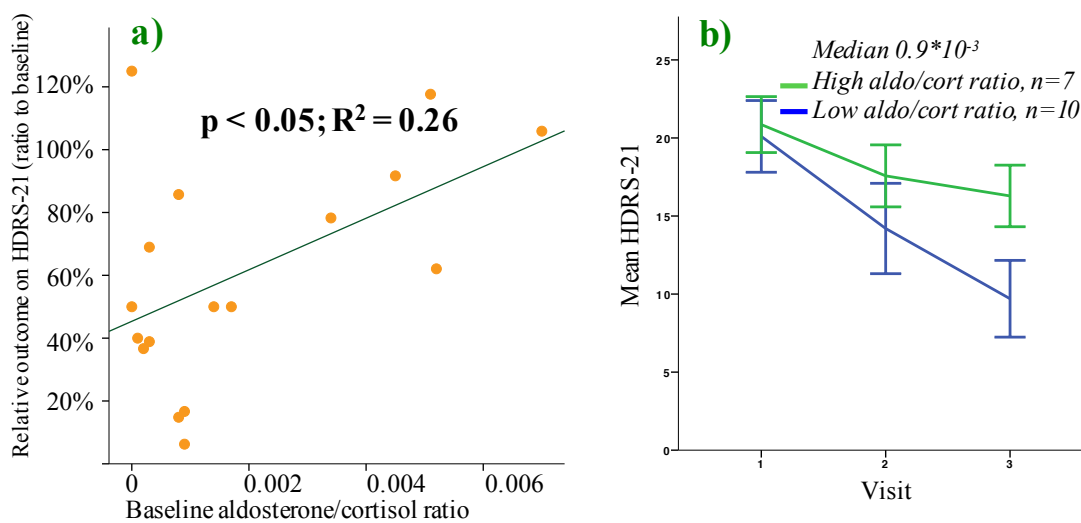 a)
Relative outcome on HDRS-21 (ratio to baseline)
120%
100%
80%
60%
40%
20%
p < 0.05; R² = 0.26
0 0.002 0.004 0.006
Baseline aldosterone/cortisol ratio
b)
Median 0.9*10⁻³
High aldo/cort ratio, n=7
Low aldo/cort ratio, n=10
Mean HDRS-21
25
20
15
10
5
0
1 2 3
Visit